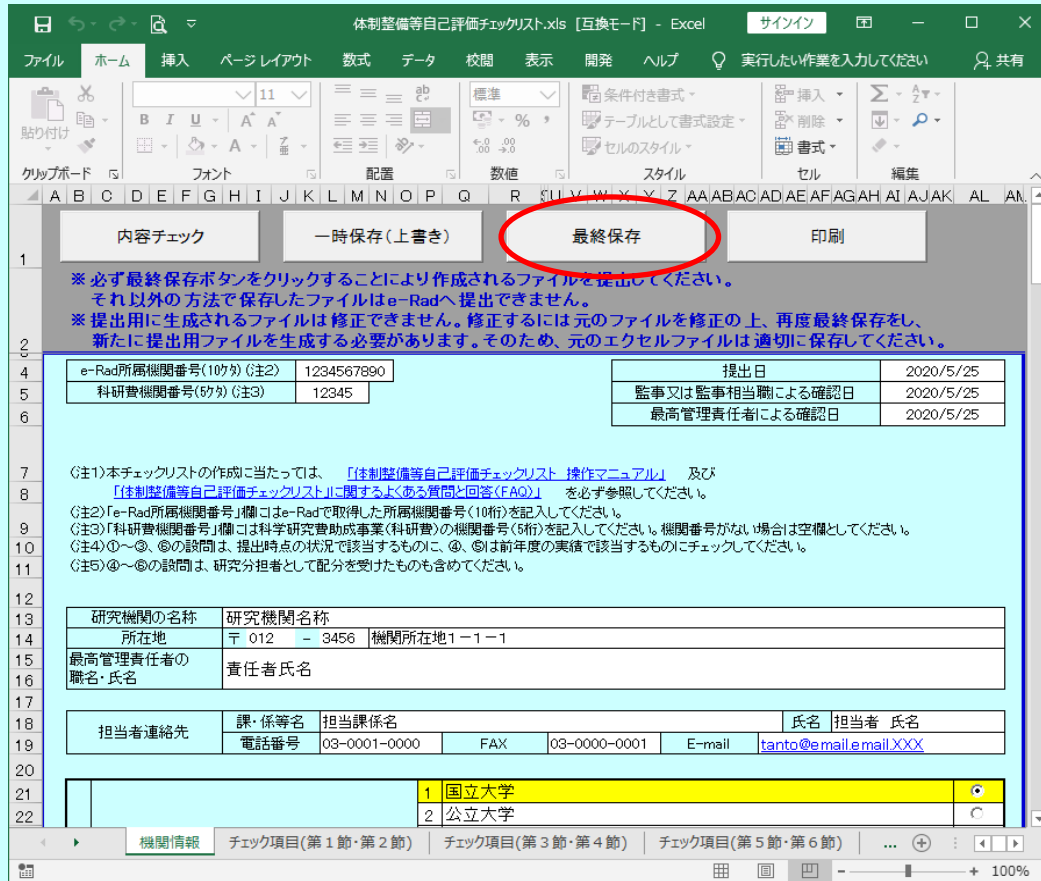 体制整備等自己評価チェックリスト.xls [互換モード] - Excel サインイン
ファイル ホーム 挿入 ページ レイアウト 数式 データ 校閲 表示 開発 ヘルプ 実行したい作業を入力してください 共有
11 標準 条件付き書式 挿入
貼り付け B I U A A % テーブルとして書式設定 削除
A セルのスタイル 書式
クリップボード フォント 配置 数値 スタイル セル 編集
A B C D E F G H I J K L M N O P Q R S U V W X Y Z AA AB AC AD AE AF AG AH AI AJ AK AL AM
1 内容チェック 一時保存(上書き) 最終保存 印刷
※必ず最終保存ボタンをクリックすることにより作成されるファイルを提出してください。
それ以外の方法で保存したファイルはe-Radへ提出できません。
※提出用に生成されるファイルは修正できません。修正するには元のファイルを修正の上、再度最終保存をし、
2 新たに提出用ファイルを生成する必要があります。そのため、元のエクセルファイルは適切に保存してください。
3
4 e-Rad所属機関番号(10ケタ)(注2) 1234567890 提出日 2020/5/25
5 科研費機関番号(5ケタ)(注3) 12345 監事又は監事相当職による確認日 2020/5/25
6 最高管理責任者による確認日 2020/5/25
7 (注1)本チェックリストの作成に当たっては、 「体制整備等自己評価チェックリスト 操作マニュアル」 及び
8 「体制整備等自己評価チェックリスト」に関するよくある質問と回答(FAQ)」 を必ず参照してください。
(注2)「e-Rad所属機関番号」欄にはe-Radで取得した所属機関番号(10桁)を記入してください。
9 (注3)「科研費機関番号」欄には科学研究費助成事業(科研費)の機関番号(5桁)を記入してください。機関番号がない場合は空欄としてください。
10 (注4)①~③、⑥の設問は、提出時点の状況で該当するものに、④、⑤は前年度の実績で該当するものにチェックしてください。
11 (注5)④~⑥の設問は、研究分担者として配分を受けたものも含めてください。
12
13 研究機関の名称 研究機関名称
14 所在地 〒 012 - 3456 機関所在地1-1-1
15 最高管理責任者の
16 職名・氏名 責任者氏名
17
18 担当者連絡先 課・係等名 担当課係名 氏名 担当者 氏名
19 電話番号 03-0001-0000 FAX 03-0000-0001 E-mail tanto@email.email.XXX
20
21 1 国立大学
22 2 公立大学
機関情報 チェック項目(第1節・第2節) チェック項目(第3節・第4節) チェック項目(第5節・第6節) ...
100%